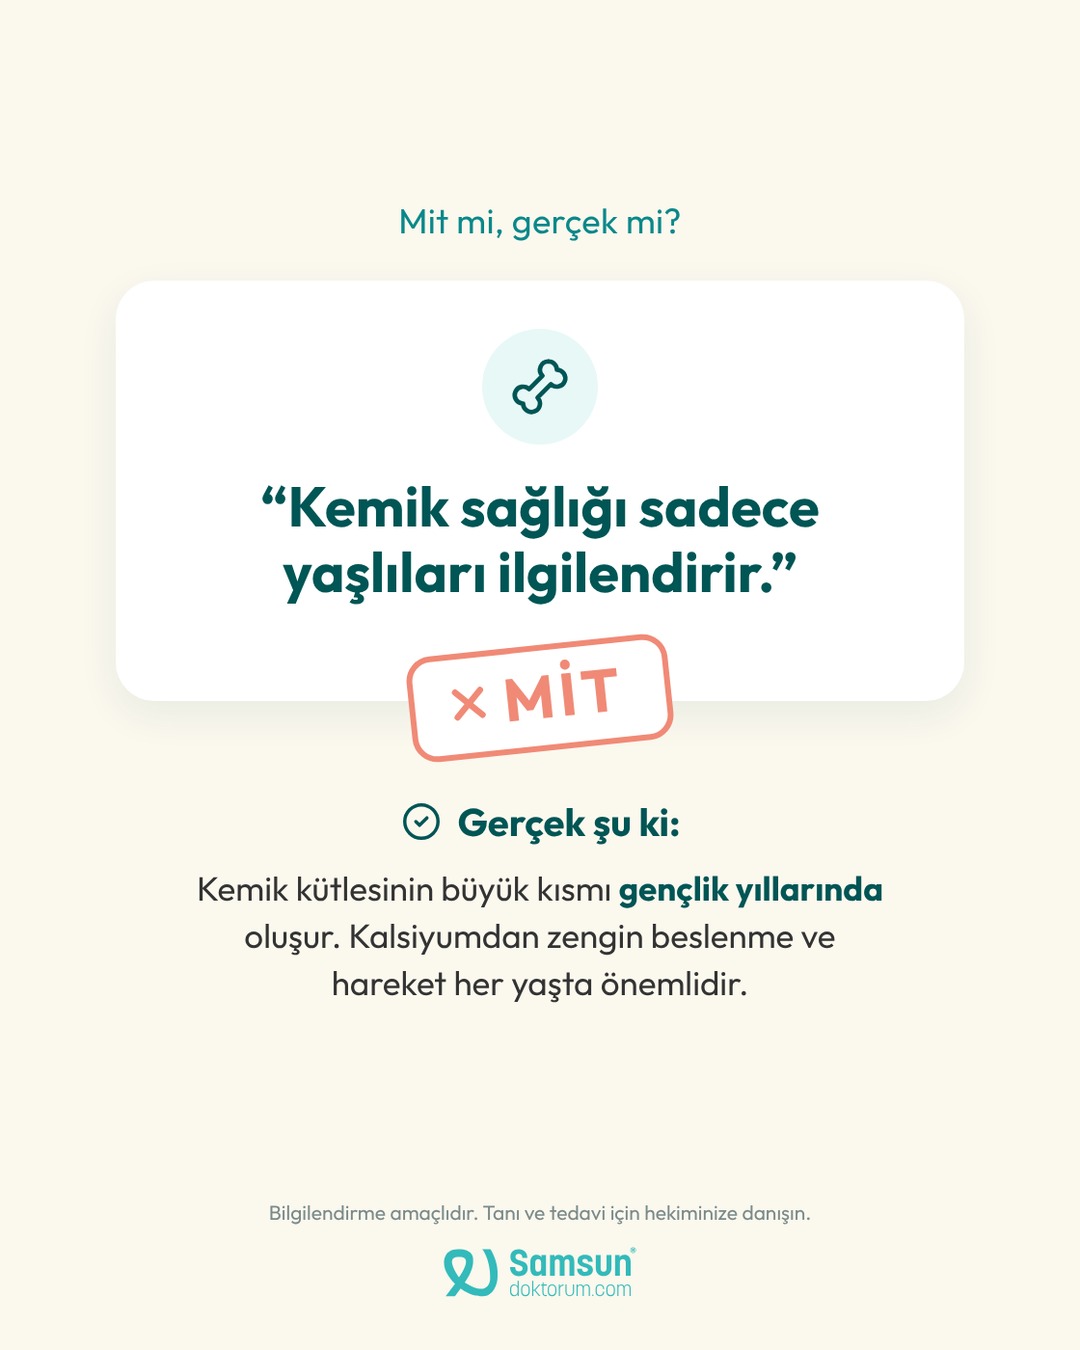 Mit mi, gerçek mi?
“Kemik sağlığı sadece
yaşlıları ilgilendirir.”
× MİT
Gerçek şu ki:
Kemik kütlesinin büyük kısmı gençlik yıllarında
oluşur. Kalsiyumdan zengin beslenme ve
hareket her yaşta önemlidir.
Bilgilendirme amaçlıdır. Tanı ve tedavi için hekiminize danışın.
Samsun®
doktorum.com